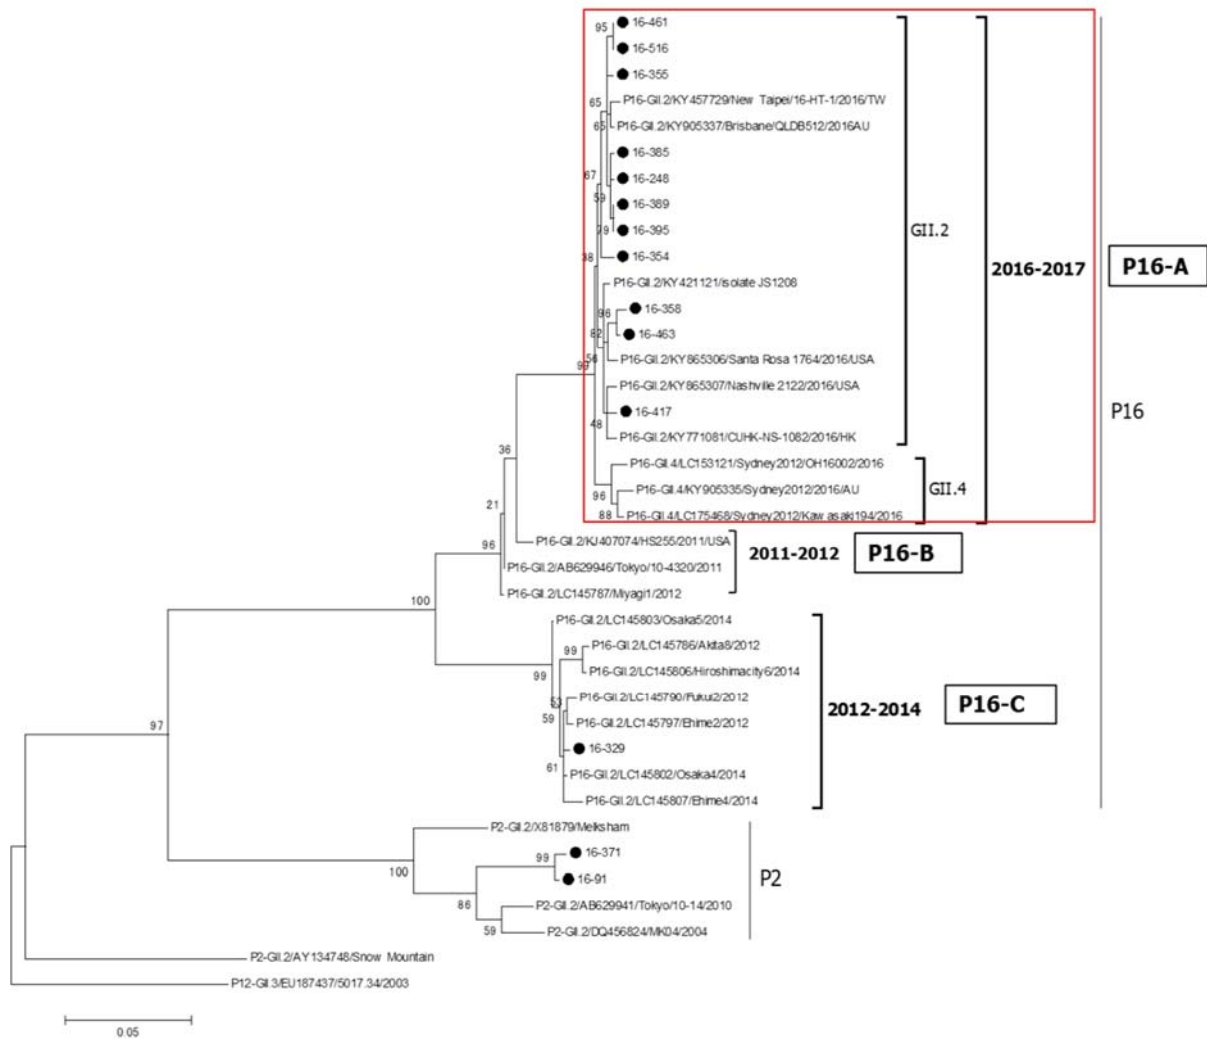 95
16-461
16-516
16-355
65
P16-GII.2/KY457729/New Taipei/16-HT-1/2016/TW
65
P16-GII.2/KY905337/Brisbane/QLDB512/2016AU
16-385
67
16-248
59
16-389
79
16-395
GII.2
38
16-354
2016-2017
P16-A
P16-GII.2/KY421121/isolate JS1208
96
16-358
82
16-463
56
P16-GII.2/KY865306/Santa Rosa 1764/2016/USA
99
P16-GII.2/KY865307/Nashville 2122/2016/USA
16-417
P16
48
P16-GII.2/KY771081/CUHK-NS-1082/2016/HK
36
P16-GII.4/LC153121/Sydney2012/OH16002/2016
96
P16-GII.4/KY905335/Sydney2012/2016/AU
GII.4
88
P16-GII.4/LC175468/Sydney2012/Kawasaki194/2016
21
P16-GII.2/KJ407074/HS255/2011/USA
96
2011-2012
P16-B
P16-GII.2/AB629946/Tokyo/10-4320/2011
P16-GII.2/LC145787/Miyagi1/2012
100
P16-GII.2/LC145803/Osaka5/2014
99
P16-GII.2/LC145786/Akita8/2012
99
P16-GII.2/LC145806/Hiroshimacity6/2014
53
P16-GII.2/LC145790/Fukui2/2012
59
P16-GII.2/LC145797/Ehime2/2012
2012-2014
P16-C
97
16-329
61
P16-GII.2/LC145802/Osaka4/2014
P16-GII.2/LC145807/Ehime4/2014
P2-GII.2/X81879/Melksham
99
16-371
100
16-91
P2
86
P2-GII.2/AB629941/Tokyo/10-14/2010
59
P2-GII.2/DQ456824/MK04/2004
P2-GII.2/AY134748/Snow Mountain
P12-GII.3/EU187437/5017.34/2003
0.05